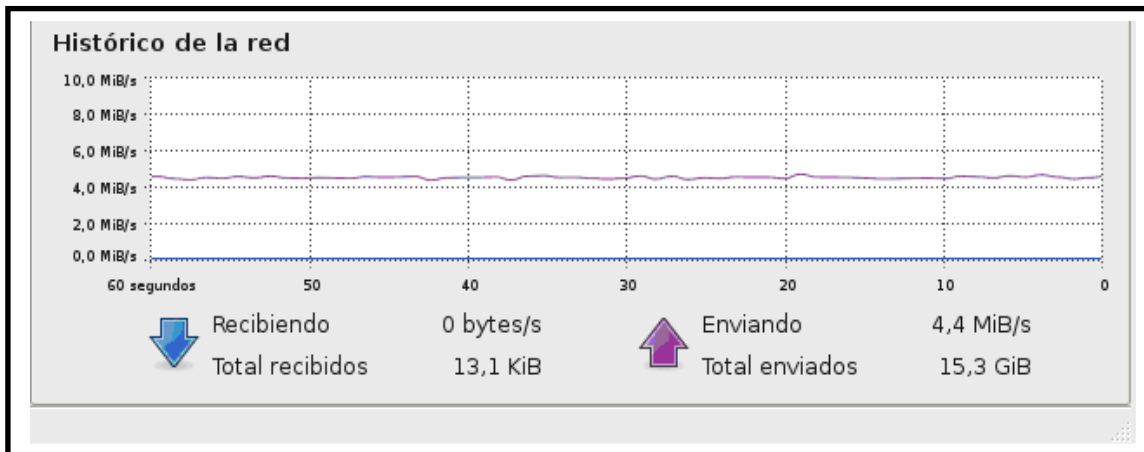 Histórico de la red
10,0 MiB/s
8,0 MiB/s
6,0 MiB/s
4,0 MiB/s
2,0 MiB/s
0,0 MiB/s
60 segundos 50 40 30 20 10 0
Recibiendo 0 bytes/s Enviando 4,4 MiB/s
Total recibidos 13,1 KiB Total enviados 15,3 GiB